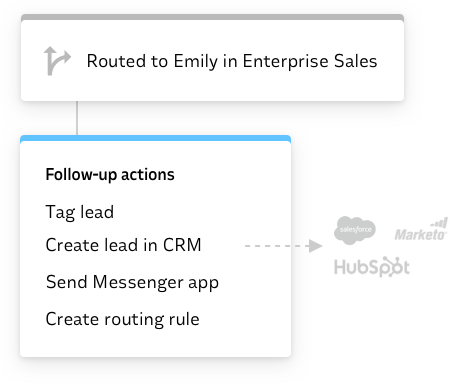 Routed to Emily in Enterprise Sales
Follow-up actions
Tag lead
Create lead in CRM
Send Messenger app
Create routing rule
salesforce
Marketo
HubSpot